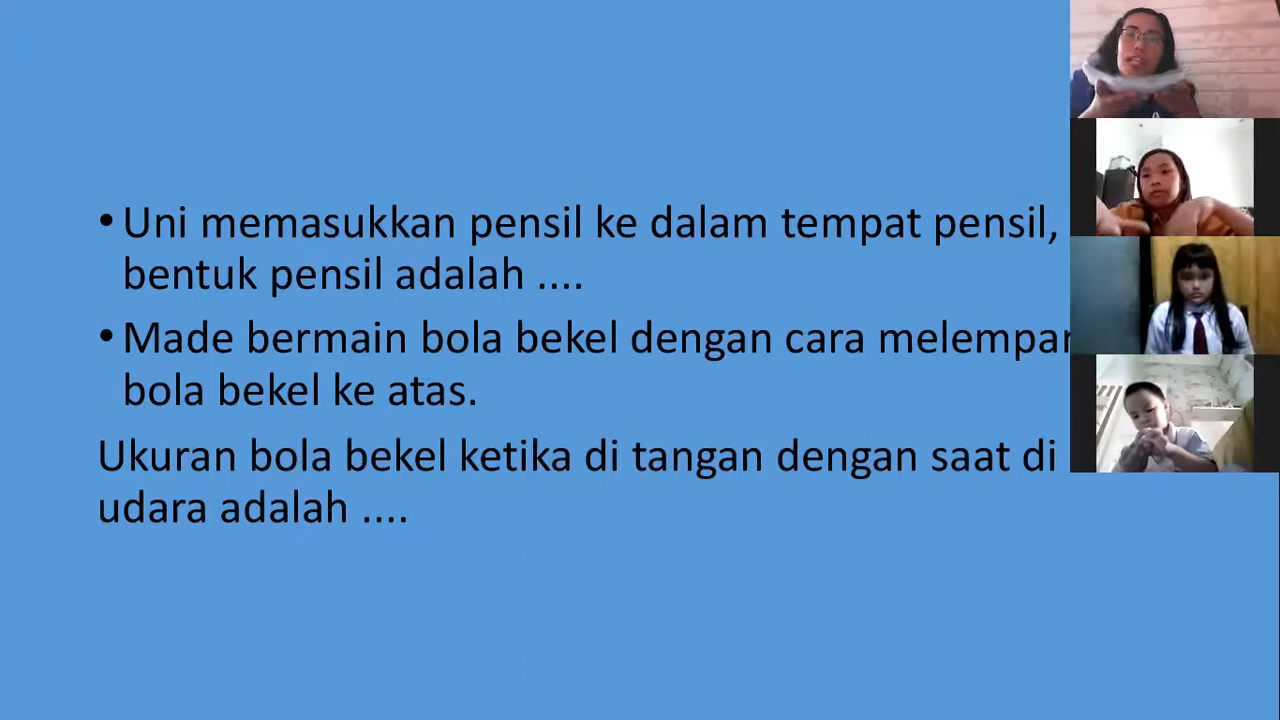 • Uni memasukkan pensil ke dalam tempat pensil,
bentuk pensil adalah ....
• Made bermain bola bekel dengan cara melempar
bola bekel ke atas.
Ukuran bola bekel ketika di tangan dengan saat di
udara adalah ....